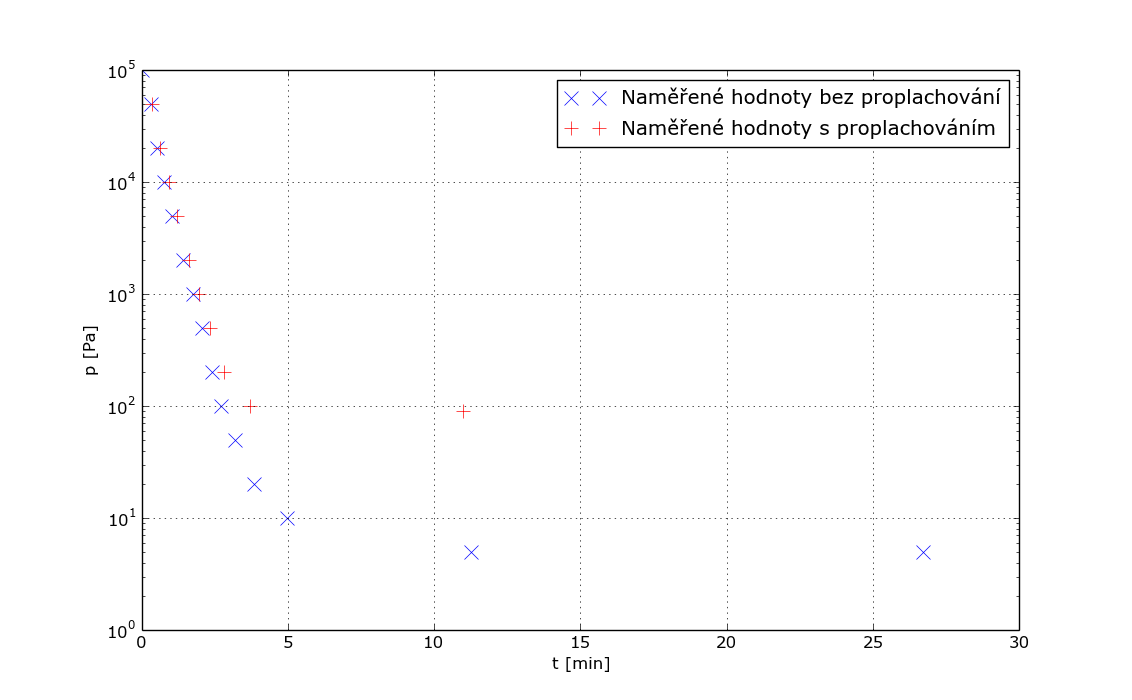 10^5
10^4
10^3
10^2
10^1
10^0
p [Pa]
Naměřené hodnoty bez proplachování
Naměřené hodnoty s proplachováním
0 5 10 15 20 25 30
t [min]